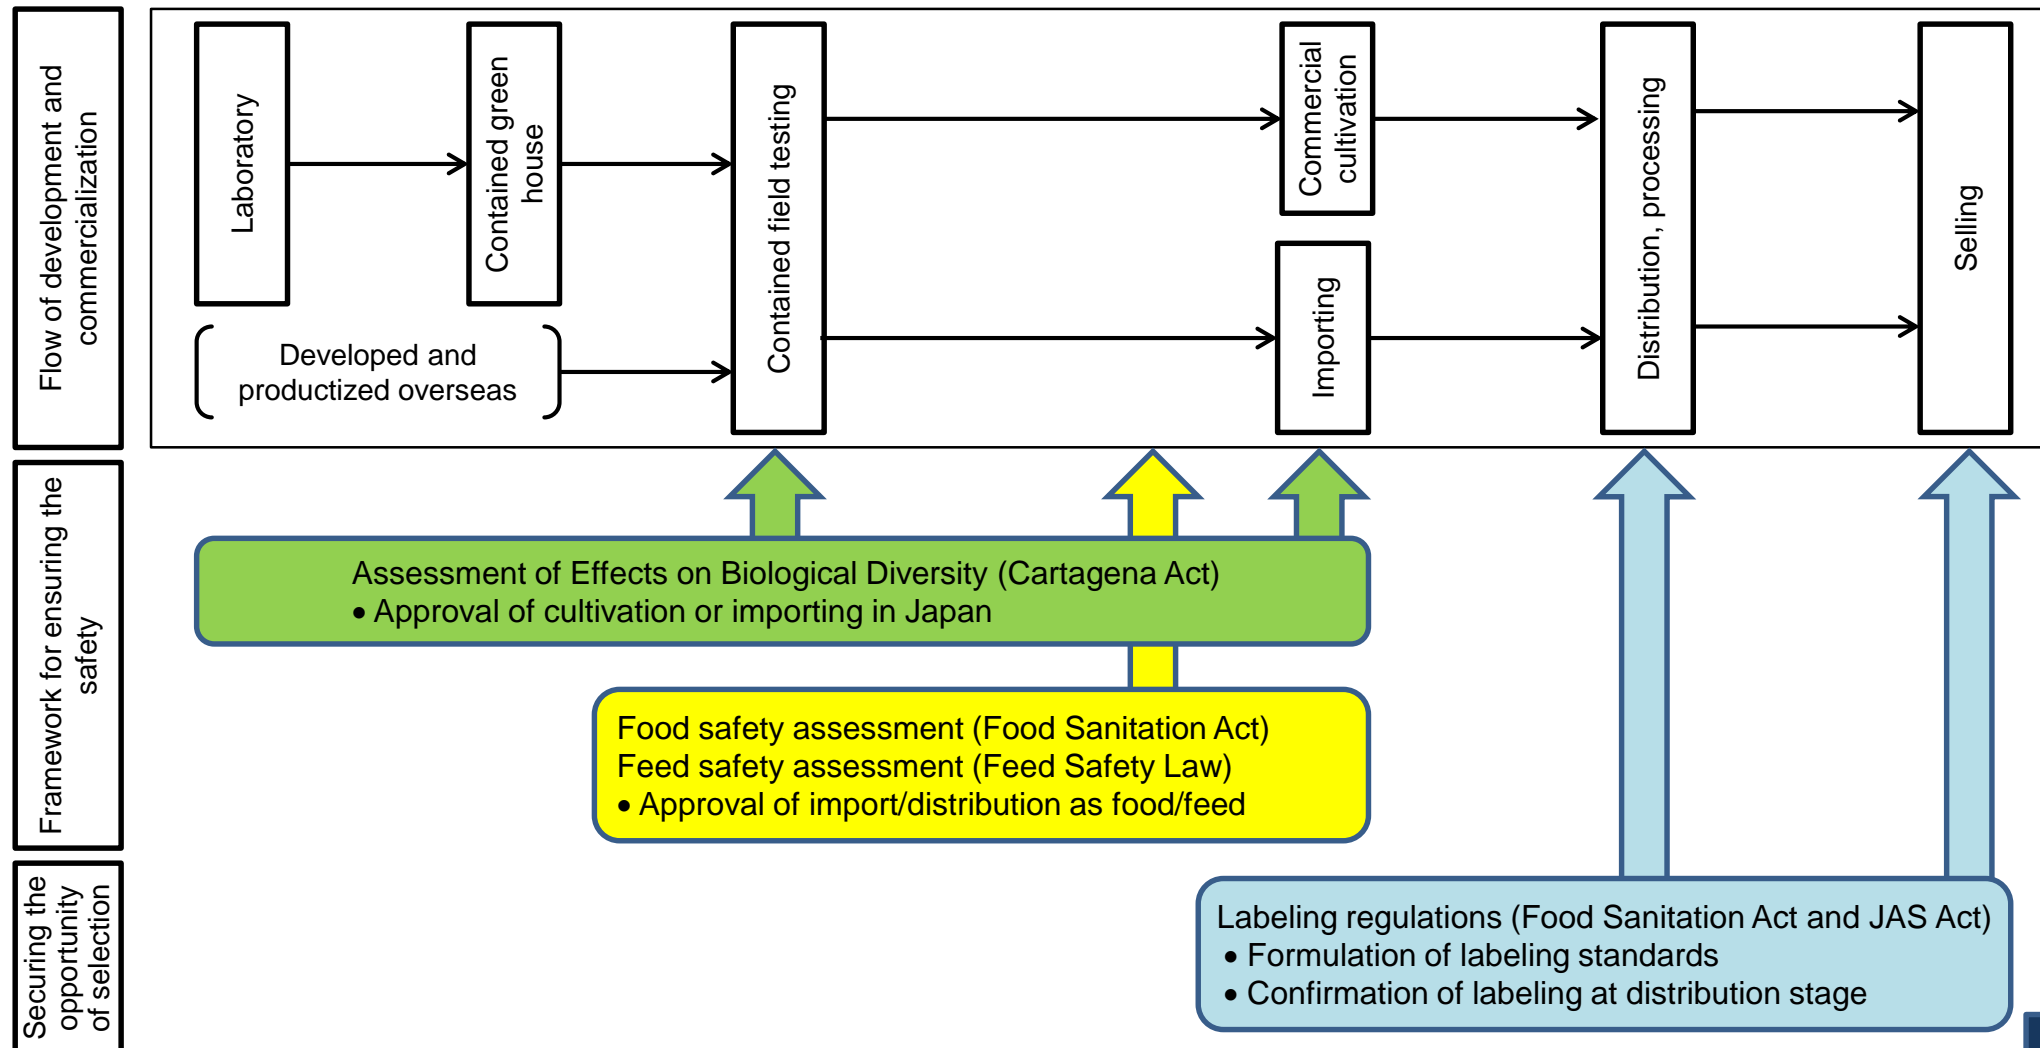 Flow of development and
commercialization
Laboratory
Contained green
house
Developed and
productized overseas
Contained field testing
Commercial
cultivation
Importing
Distribution, processing
Selling
Framework for ensuring the
safety
Assessment of Effects on Biological Diversity (Cartagena Act)
• Approval of cultivation or importing in Japan
Food safety assessment (Food Sanitation Act)
Feed safety assessment (Feed Safety Law)
• Approval of import/distribution as food/feed
Securing the
opportunity
of selection
Labeling regulations (Food Sanitation Act and JAS Act)
• Formulation of labeling standards
• Confirmation of labeling at distribution stage